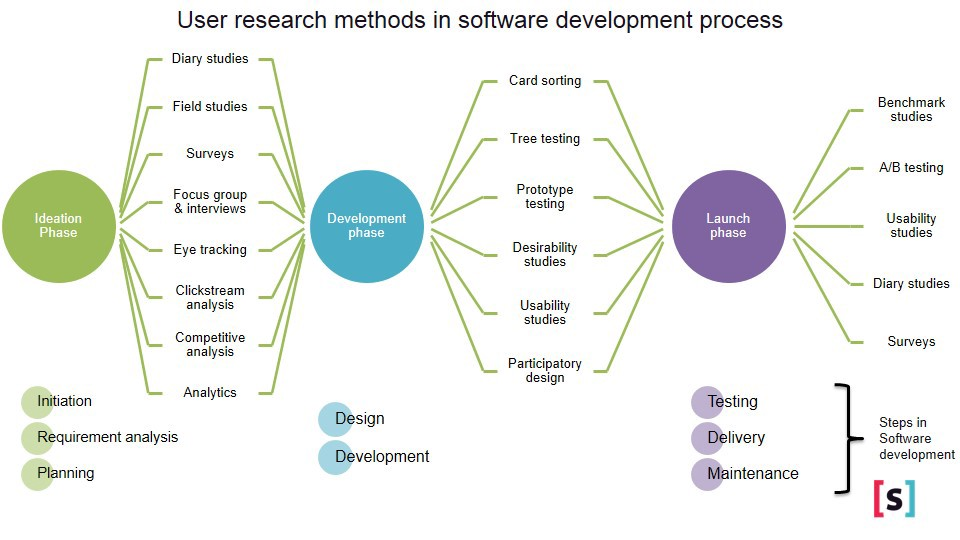 User research methods in software development process
Ideation
Phase
Diary studies
Field studies
Surveys
Focus group
& interviews
Eye tracking
Clickstream
analysis
Competitive
analysis
Analytics
Development
phase
Card sorting
Tree testing
Prototype
testing
Desirability
studies
Usability
studies
Participatory
design
Launch
phase
Benchmark
studies
A/B testing
Usability
studies
Diary studies
Surveys
Initiation
Requirement analysis
Planning
Design
Development
Testing
Delivery
Maintenance
Steps in
Software
development
[s]